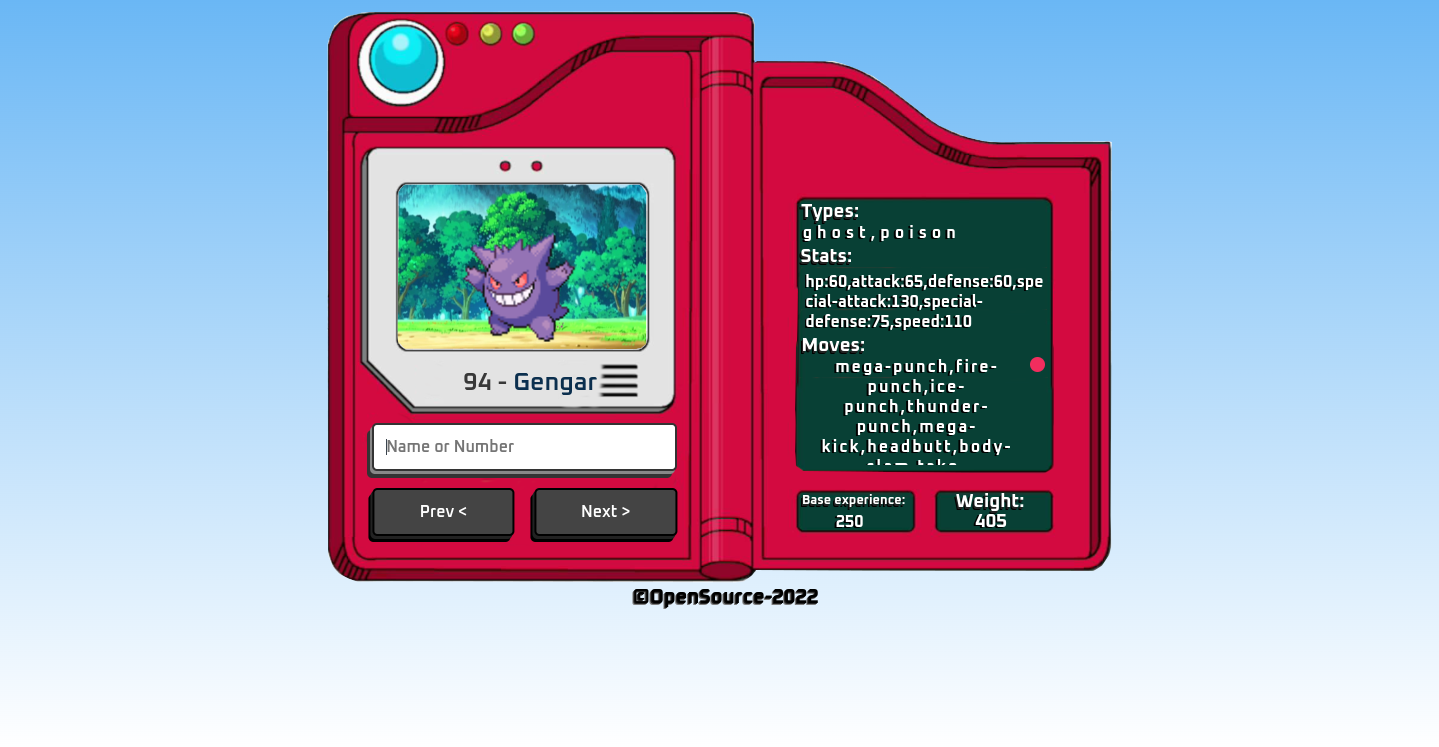 94 - Gengar
Name or Number
Prev <
Next >
Types:
ghost,poison
Stats:
hp:60,attack:65,defense:60,spe
cial-attack:130,special-
defense:75,speed:110
Moves:
mega-punch,fire-
punch,ice-
punch,thunder-
punch,mega-
kick,headbutt,body-
Base experience:
250
Weight:
405
©OpenSource-2022